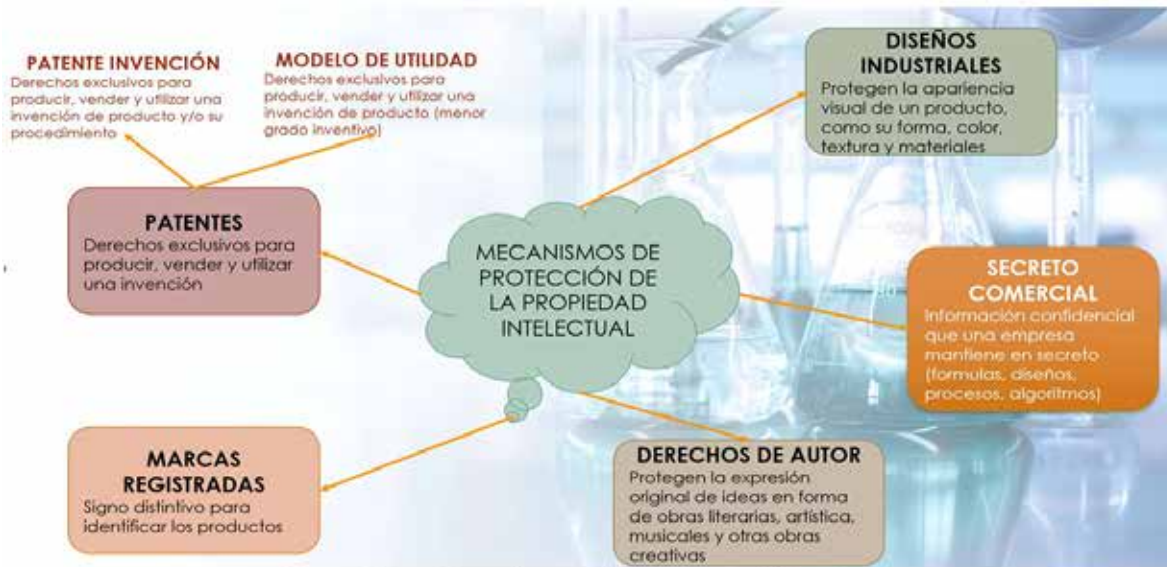 PATENTE INVENCIÓN
Derechos exclusivos para
producir, vender y utilizar una
invención de producto y/o su
procedimiento
MODELO DE UTILIDAD
Derechos exclusivos para
producir, vender y utilizar una
invención de producto (menor
grado inventivo)
DISEÑOS
INDUSTRIALES
Protegen la apariencia
visual de un producto,
como su forma, color,
textura y materiales
PATENTES
Derechos exclusivos para
producir, vender y utilizar
una invención
MECANISMOS DE
PROTECCIÓN DE
LA PROPIEDAD
INTELECTUAL
SECRETO
COMERCIAL
Información confidencial
que una empresa
mantiene en secreto
(formulas, diseños,
procesos, algoritmos)
MARCAS
REGISTRADAS
Signo distintivo para
identificar los productos
DERECHOS DE AUTOR
Protegen la expresión
original de ideas en forma
de obras literarias, artística,
musicales y otras obras
creativas